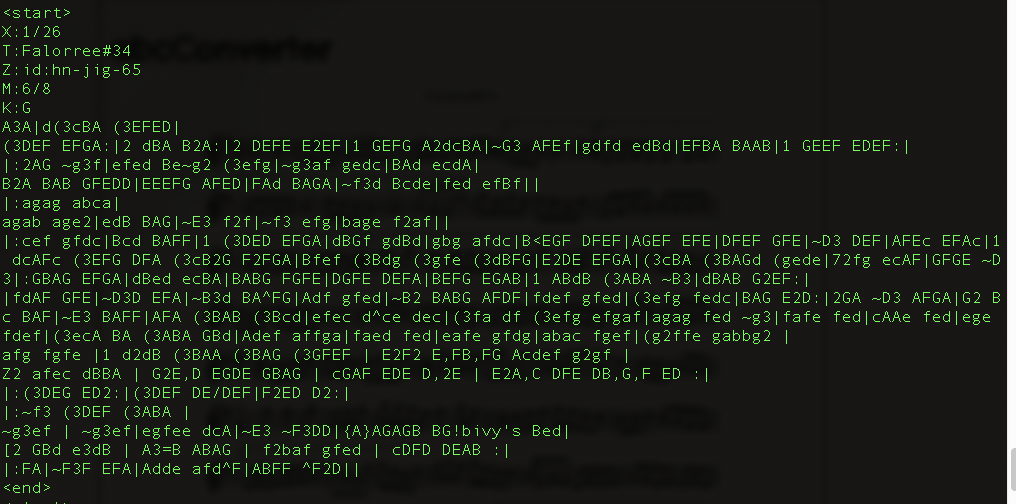 <start>
X:1/26
T:Falorree#34
Z:id:hn-jig-65
M:6/8
K:G
A3A|d(3cBA (3EFED|
(3DEF EFGA:|2 dBA B2A:|2 DEFE E2EF|1 GEFG A2dcBA|~G3 AFEf|gdfd edBd|EFBA BAAB|1 GEEF EDEF:|
|:2AG ~g3f|efed Be~g2 (3efg|~g3af gedc|BAd ecdA|
B2A BAB GFEDD|EEEFG AFED|FAd BAGA|~f3d Bcde|fed efBf||
|:agag abca|
agab age2|edB BAG|~E3 f2f|~f3 efg|bage f2af||
|:cef gfdc|Bcd BAFF|1 (3DED EFGA|dBGf gdBd|gbg afdc|B<EGF DFEF|AGEF EFE|DFEF GFE|~D3 DEF|AFEc EFAc|1
 dcAFc (3EFG DFA (3cB2G F2FGA|Bfef (3Bdg (3gfe (3dBFG|E2DE EFGA|(3cBA (3BAGd (gede|72fg ecAF|GFGE ~D
3|:GBAG EFGA|dBed ecBA|BABG FGFE|DGFE DEFA|BEFG EGAB|1 ABdB (3ABA ~B3|dBAB G2EF:|
|fdAF GFE|~D3D EFA|~B3d BA^FG|Adf gfed|~B2 BABG AFDF|fdef gfed|(3efg fedc|BAG E2D:|2GA ~D3 AFGA|G2 B
c BAF|~E3 BAFF|AFA (3BAB (3Bcd|efec d^ce dec|(3fa df (3efg efgaf|agag fed ~g3|fafe fed|cAAe fed|ege
fdef|(3ecA BA (3ABA GBd|Adef affga|faed fed|eafe gfdg|abac fgef|(g2ffe gabbg2 |
afg fgfe |1 d2dB (3BAA (3BAG (3GFEF | E2F2 E,FB,FG Acdef g2gf |
Z2 afec dBBA | G2E,D EGDE GBAG | cGAF EDE D,2E | E2A,C DFE DB,G,F ED :|
|:(3DEG ED2:|(3DEF DE/DEF|F2ED D2:|
|:~f3 (3DEF (3ABA |
~g3ef | ~g3ef|egfee dcA|~E3 ~F3DD|{A}AGAGB BG!bivy's Bed|
[2 GBd e3dB | A3=B ABAG | f2baf gfed | cDFD DEAB :|
|:FA|~F3F EFA|Adde afd^F|ABFF ^F2D||
<end>